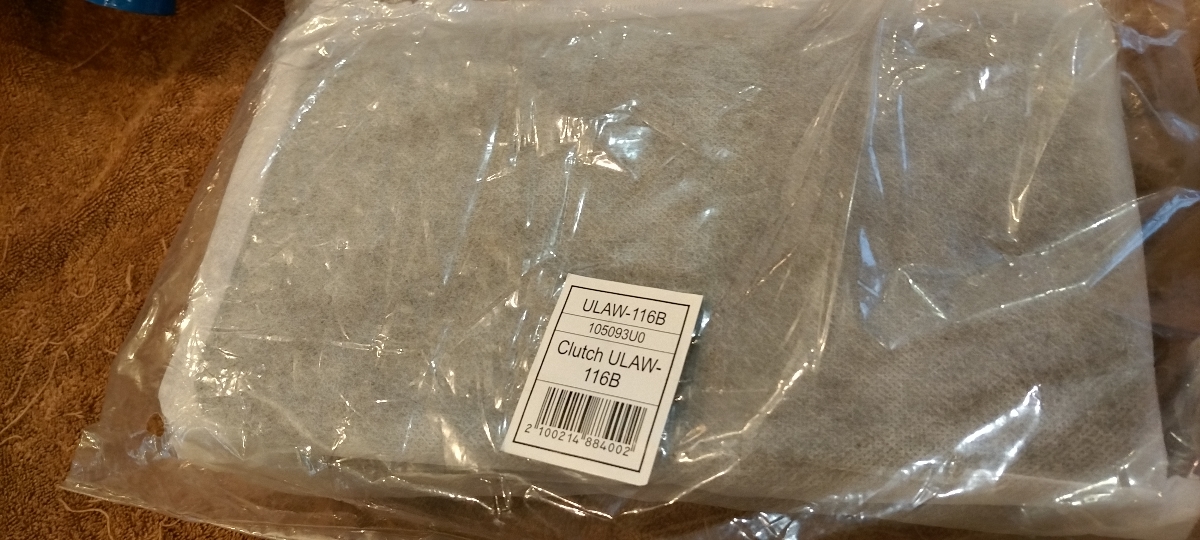 ULAW-116B
105093U0
Clutch ULAW-
116B
2 100214 884002